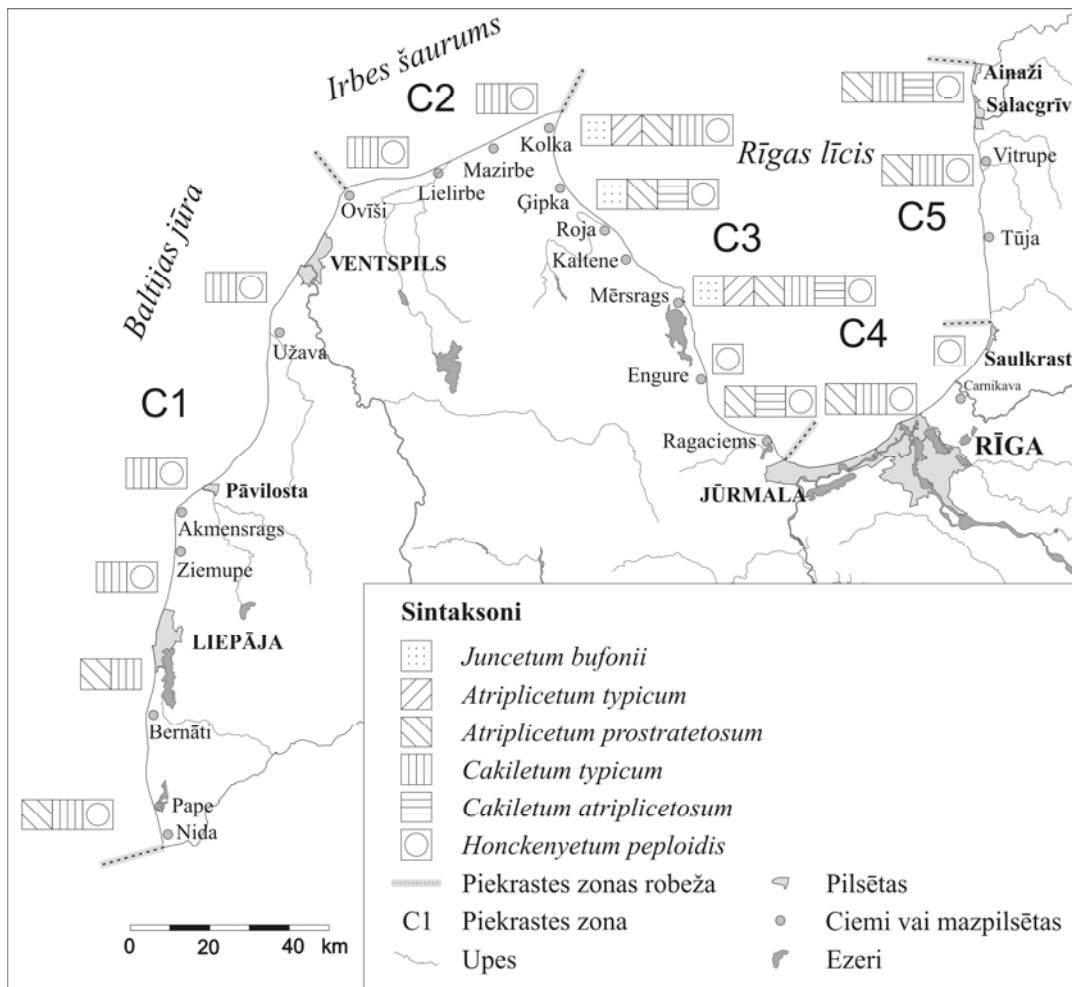 Irbes šaurums
C2
Ainaži
Salacgrīv
Kolka
Rīgas līcis
Mazirbe
Vitrupe
Lielirbe
Ģipka
Ovīši
C5
Baltijas jūra
Roja
C3
Tūja
VENTSPILS
Kaltene
Mērsrags
Užava
C4
Saulkrast
Engure
Carnikava
C1
Ragaciems
RĪGA
Pāvilosta
JŪRMALA
Akmensrags
Ziemupe
LIEPĀJA
Bernāti
Pape
Nida
0 20 40 km
Sintaksoni
Juncetum bufonii
Atriplicetum typicum
Atriplicetum prostratetosum
Cakiletum typicum
Cakiletum atriplicetosum
Honckenyetum peploidis
Piekrastes zonas robeža
Pilsētas
C1 Piekrastes zona
Ciemi vai mazpilsētas
Upes
Ezeri